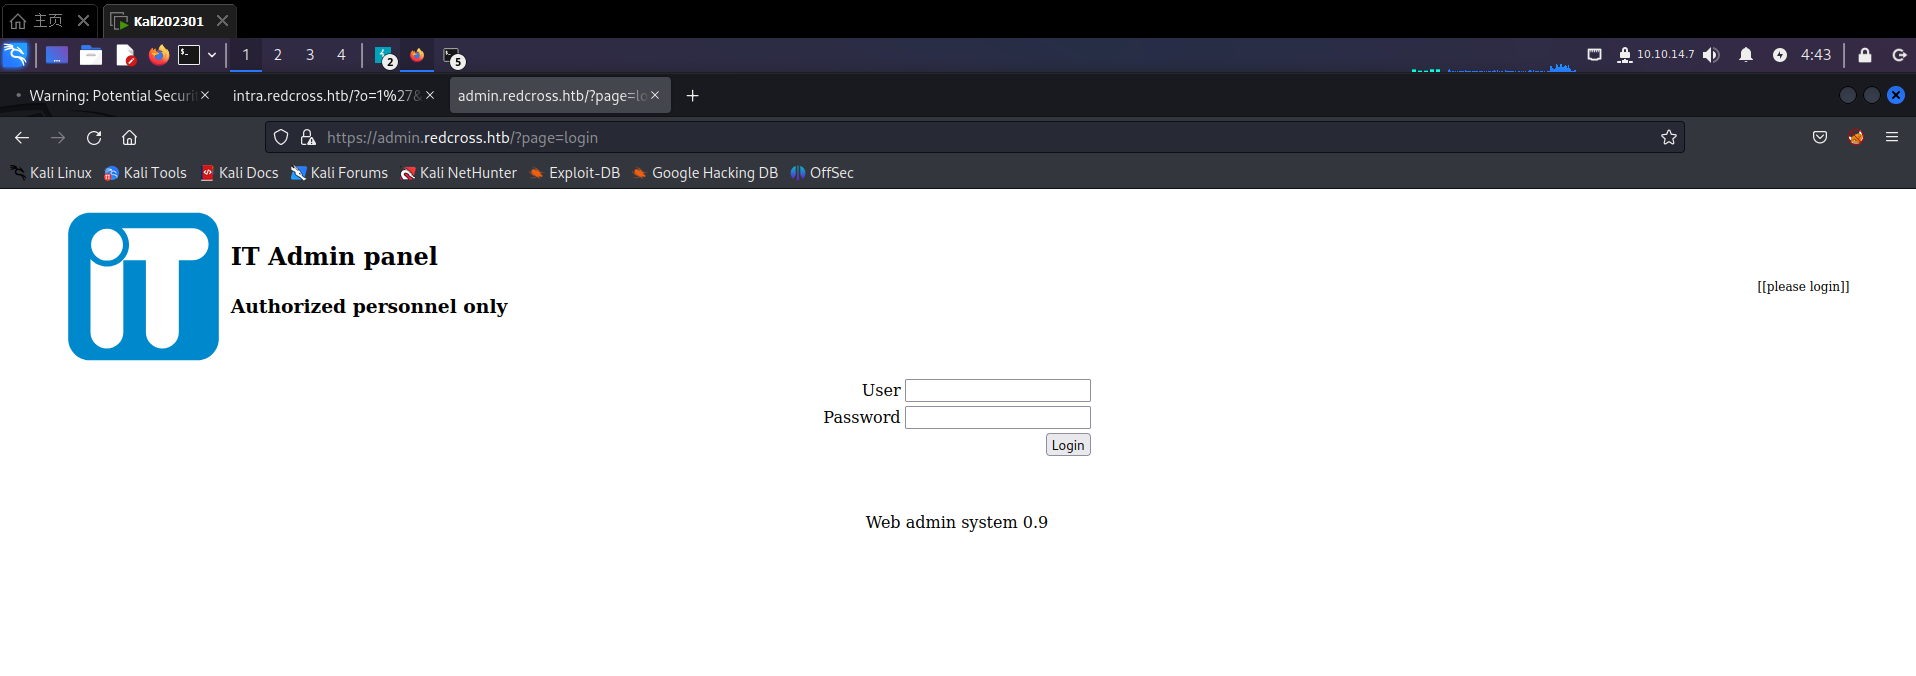 主页
Kali202301
1 2 3 4
2
5
10.10.14.7
4:43
Warning: Potential Securi
intra.redcross.htb/?o=1%27&
admin.redcross.htb/?page=lo
https://admin.redcross.htb/?page=login
Kali Linux
Kali Tools
Kali Docs
Kali Forums
Kali NetHunter
Exploit-DB
Google Hacking DB
OffSec
iT
IT Admin panel
Authorized personnel only
[[please login]]
User
Password
Login
Web admin system 0.9